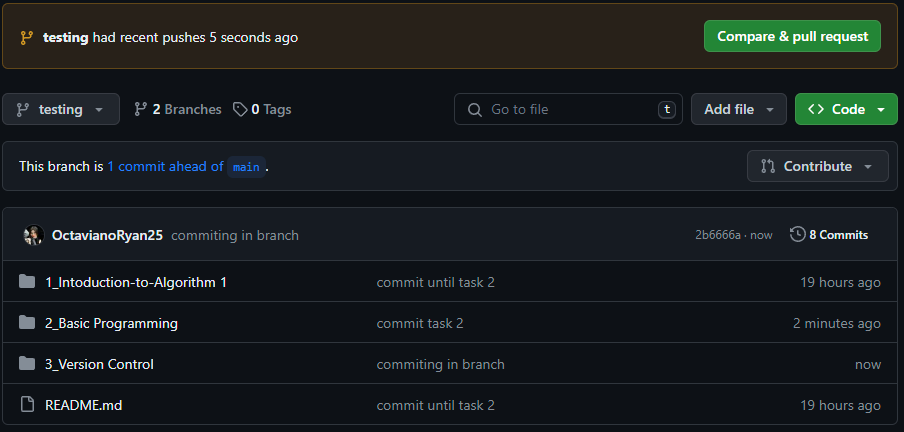 testing had recent pushes 5 seconds ago
Compare & pull request
testing
2 Branches
0 Tags
Go to file
t
Add file
Code
This branch is 1 commit ahead of main .
Contribute
OctavianoRyan25 commiting in branch
2b6666a · now
8 Commits
1_Intoduction-to-Algorithm 1 commit until task 2 19 hours ago
2_Basic Programming commit task 2 2 minutes ago
3_Version Control commiting in branch now
README.md commit until task 2 19 hours ago